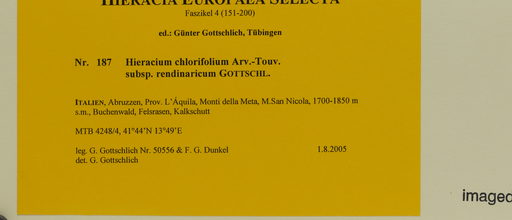 HIERACIA EUROPAEA SELECTA
Faszikel 4 (151-200)
ed.: Günter Gottschlich, Tübingen
Nr. 187 Hieracium chlorifolium Arv.-Touv.
subsp. rendinaricum GOTTSCHL.
ITALIEN, Abruzzen, Prov. L'Áquila, Monti della Meta, M.San Nicola, 1700-1850 m
s.m., Buchenwald, Felsrasen, Kalkschutt
MTB 4248/4, 41°44'N 13°49'E
leg. G. Gottschlich Nr. 50556 & F. G. Dunkel 1.8.2005
det. G. Gottschlich
imaged